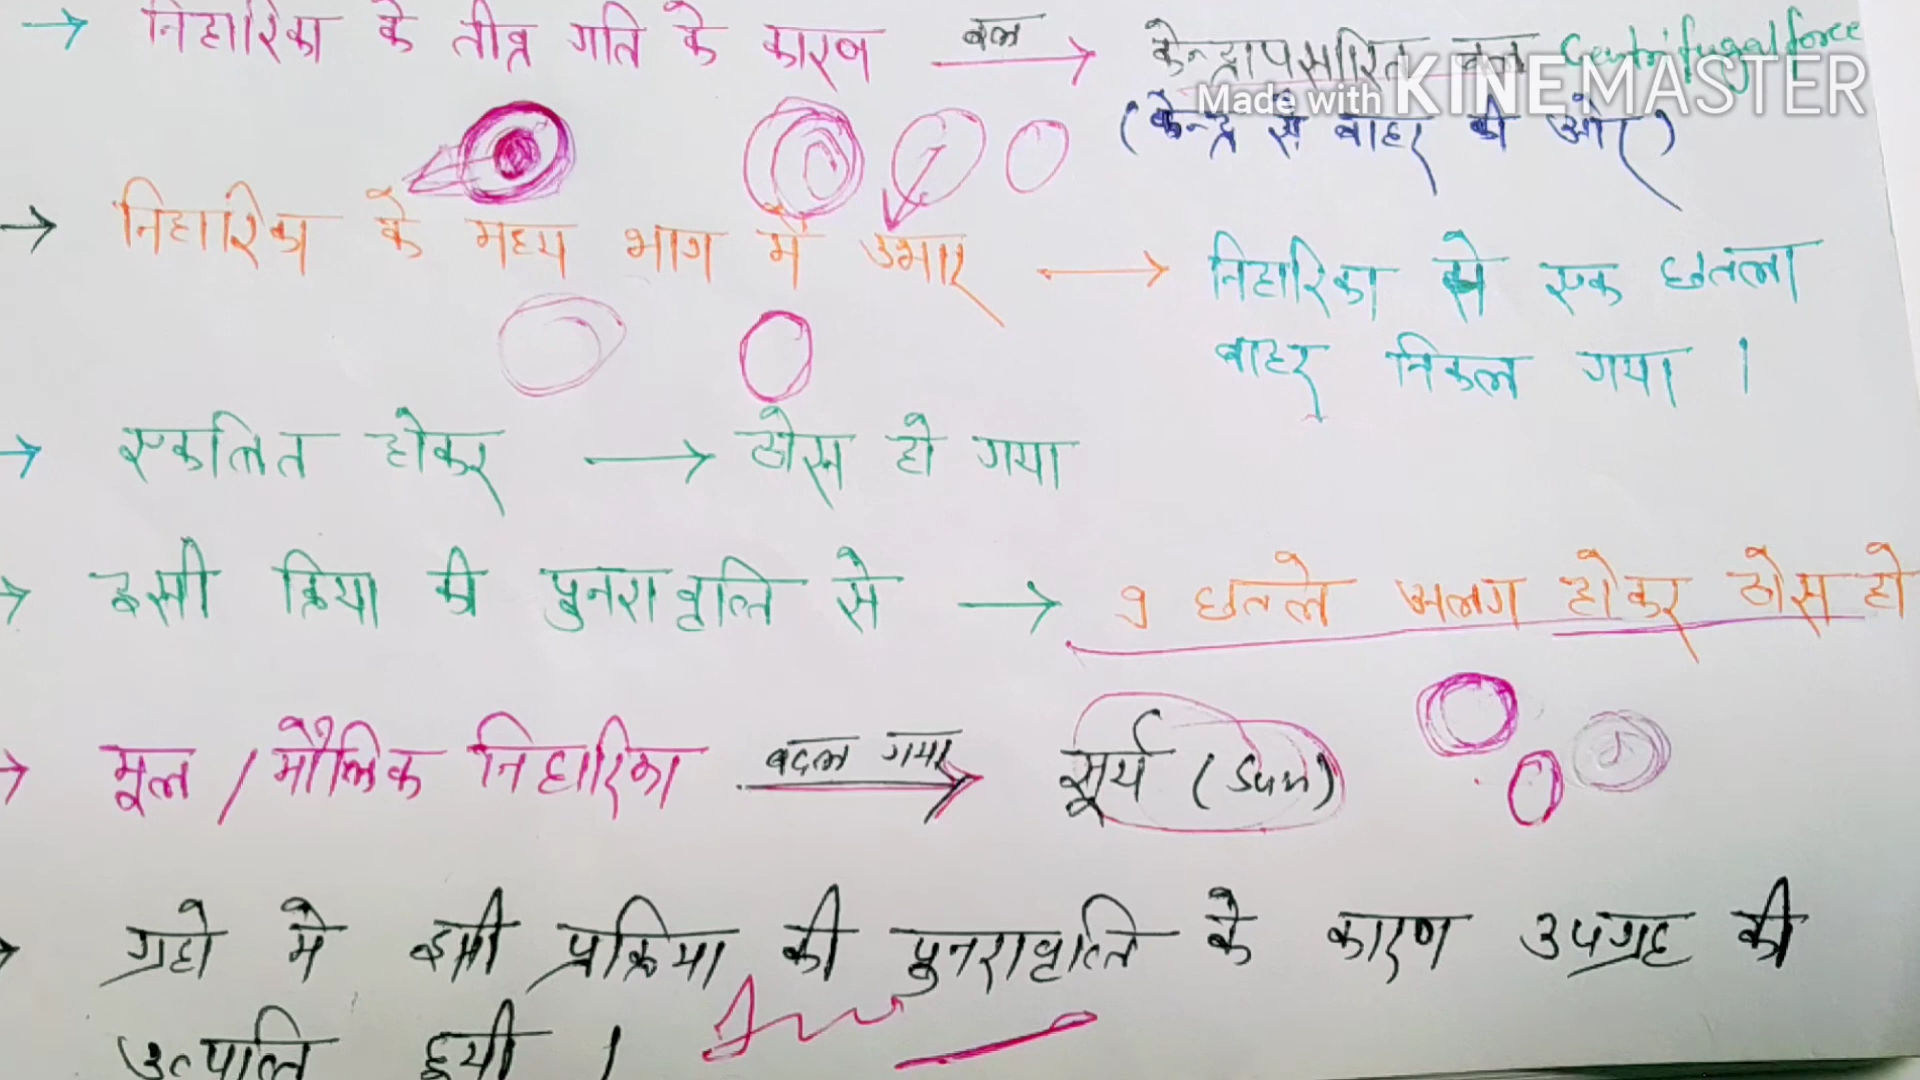 → निहारिका के तीव्र गति के कारण बल → केन्द्रापसारित बल Centrifugal force
Made with KINEMASTER
(केन्द्र से बाहर की ओर)
→ निहारिका के मध्य भाग में उभार → निहारिका से एक छल्ला
बाहर निकल गया ।
→ एकत्रित होकर → ठोस हो गया
→ इसी क्रिया की पुनरावृत्ति से → 9 छल्ले अलग होकर ठोस हो
→ मूल / मौलिक निहारिका बदल गया → सूर्य (Sun)
→ ग्रहो मे इसी प्रक्रिया की पुनरावृत्ति के कारण उपग्रह की
उत्पत्ति हुयी ।